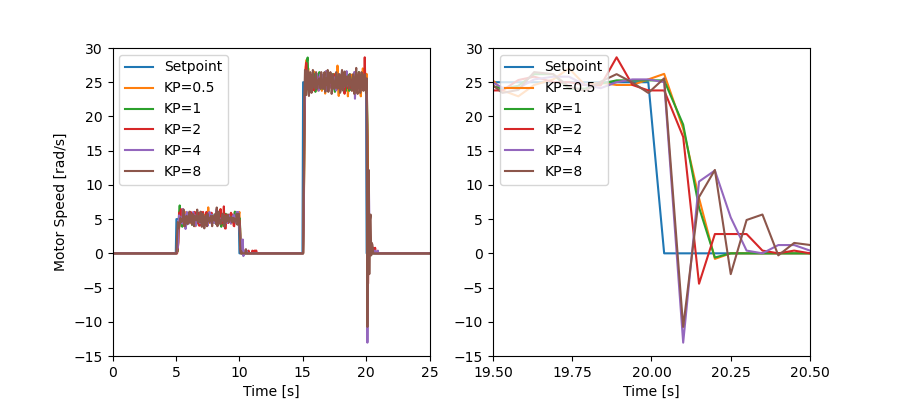 Motor Speed [rad/s]
30
25
20
15
10
5
0
−5
−10
−15
Setpoint
KP=0.5
KP=1
KP=2
KP=4
KP=8
0 5 10 15 20 25
Time [s]
30
25
20
15
10
5
0
−5
−10
−15
Setpoint
KP=0.5
KP=1
KP=2
KP=4
KP=8
19.50 19.75 20.00 20.25 20.50
Time [s]